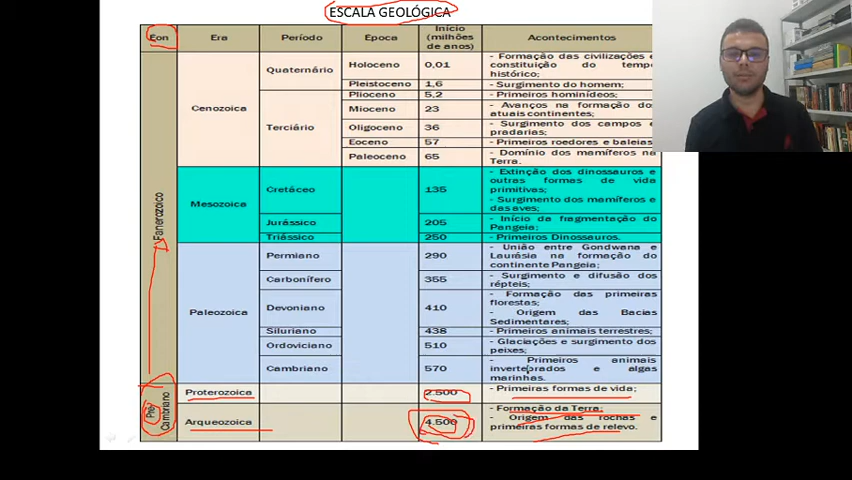 ESCALA GEOLÓGICA
Eon
Era
Período
Época
Início
(milhões
de anos)
Acontecimentos
Fanerozoico
Cenozoica
Quaternário
Holoceno
0,01
- Formação das civilizações e
constituição do tempo
histórico;
Pleistoceno
1,6
- Surgimento do homem;
Terciário
Plioceno
5,2
- Primeiros hominídeos;
Mioceno
23
- Avanços na formação dos
atuais continentes;
Oligoceno
36
- Surgimento dos campos e
pradarias;
Eoceno
57
- Primeiros roedores e baleias
Paleoceno
65
- Domínio dos mamíferos na
Terra.
Mesozoica
Cretáceo
135
- Extinção dos dinossauros e
outras formas de vida
primitivas;
- Surgimento dos mamíferos e
das aves;
Jurássico
205
- Início da fragmentação do
Pangeia;
Triássico
250
- Primeiros Dinossauros.
Paleozoica
Permiano
290
- União entre Gondwana e
Laurásia na formação do
continente Pangeia;
Carbonífero
355
- Surgimento e difusão dos
répteis;
Devoniano
410
- Formação das primeiras
florestas;
- Origem das Bacias
Sedimentares;
Siluriano
438
- Primeiros animais terrestres;
Ordoviciano
510
- Glaciações e surgimento dos
peixes;
Cambriano
570
- Primeiros animais
invertebrados e algas
marinhas.
Pré
Cambriano
Proterozoica
2.500
- Primeiras formas de vida;
Arqueozoica
4.500
- Formação da Terra;
- Origem das rochas e
primeiras formas de relevo.